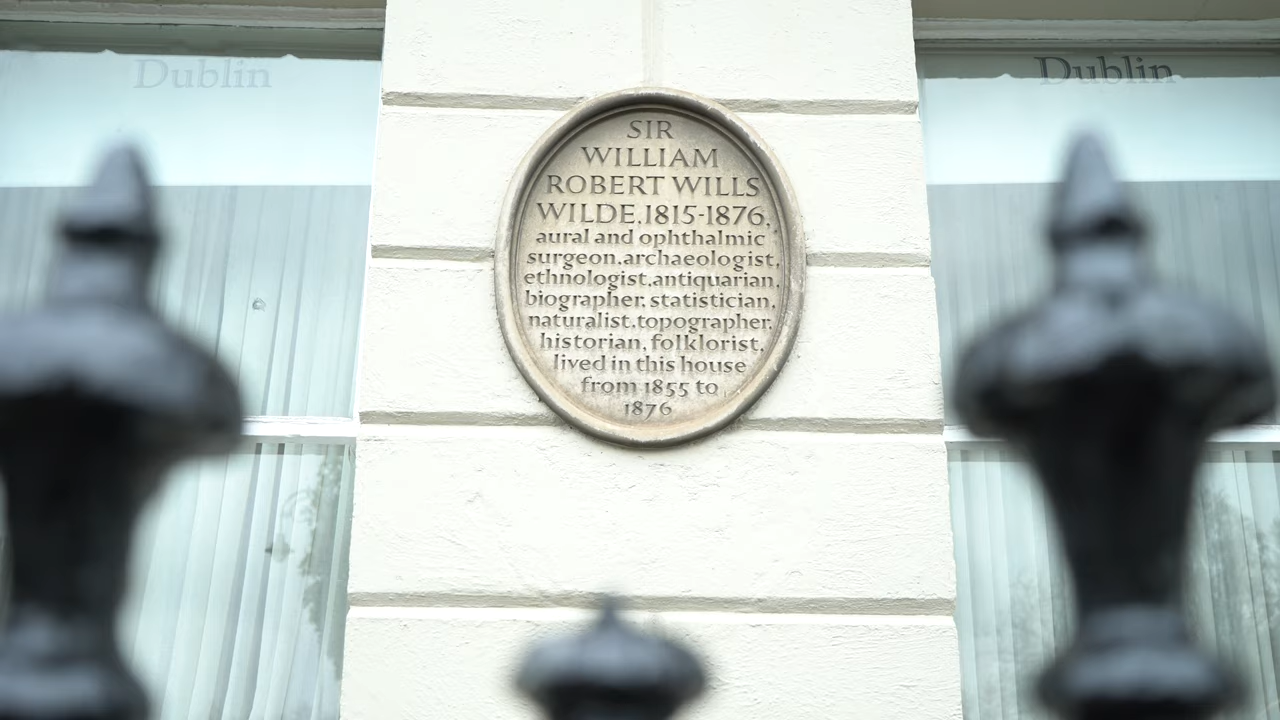 Dublin
Dublin
SIR
WILLIAM
ROBERT WILLS
WILDE.1815-1876.
aural and ophthalmic
surgeon.archaeologist.
ethnologist.antiquarian.
biographer. statistician.
naturalist.topographer.
historian, folklorist.
lived in this house
from 1855 to
1876